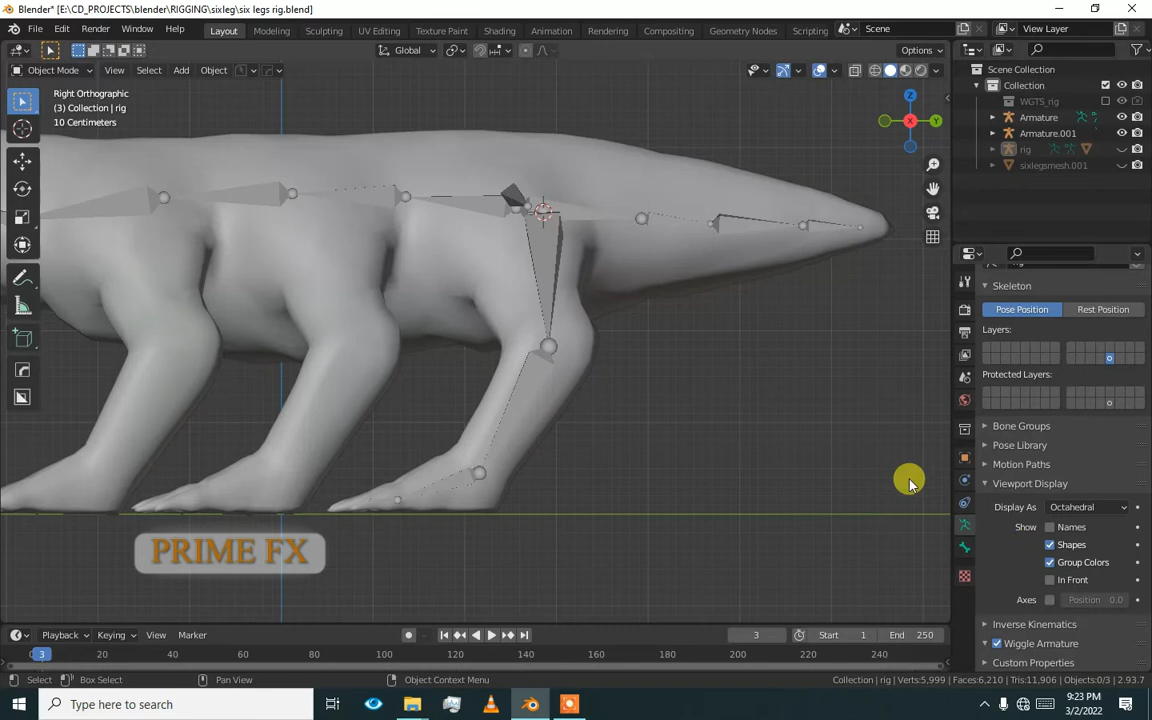 Blender* [E:\CD_PROJECTS\blender\RIGGING\sixleg\six legs rig.blend]
File Edit Render Window Help Layout Modeling Sculpting UV Editing Texture Paint Shading Animation Rendering Compositing Geometry Nodes Scripting Scene View Layer
Global Options
Object Mode View Select Add Object
Right Orthographic
(3) Collection | rig
10 Centimeters
Z
Y
X
Scene Collection
Collection
WGTS_rig
Armature
Armature.001
rig
sixlegsmesh.001
Skeleton
Pose Position Rest Position
Layers:
Protected Layers:
Bone Groups
Pose Library
Motion Paths
Viewport Display
Display As Octahedral
Show Names
Shapes
Group Colors
In Front
Axes Position 0.0
Inverse Kinematics
Wiggle Armature
Custom Properties
PRIME FX
Playback Keying View Marker 3 Start 1 End 250
3 20 40 60 80 100 120 140 160 180 200 220 240
Select Box Select Pan View Object Context Menu Collection | rig | Verts:5,999 | Faces:6,210 | Tris:11,906 | Objects:0/3 | 2.93.7
Type here to search
9:23 PM
3/2/2022